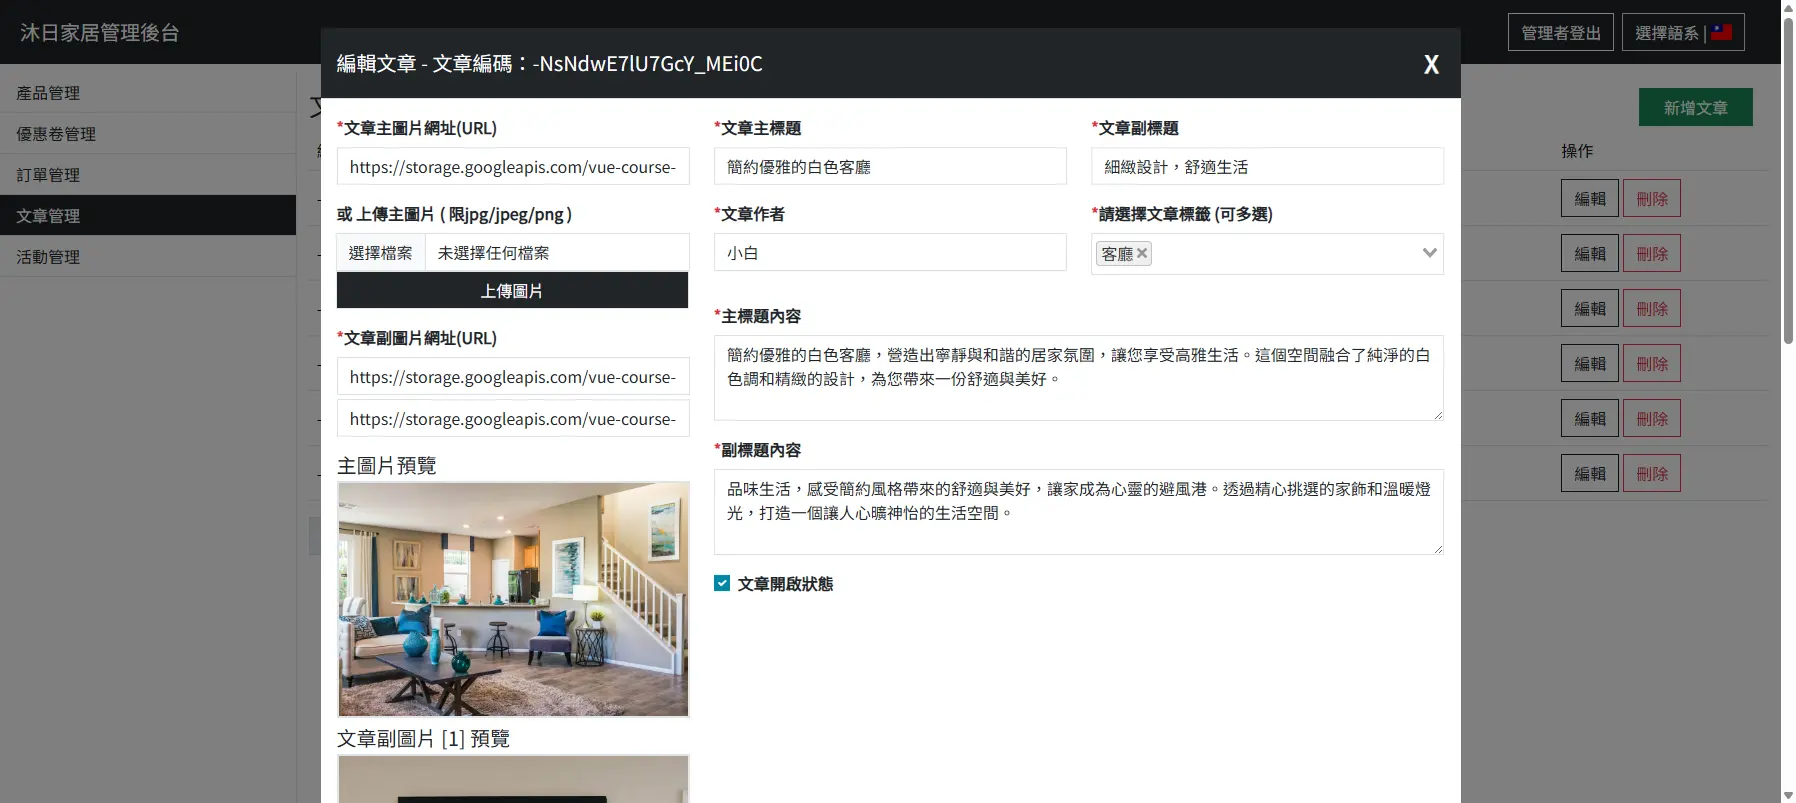 沐日家居管理後台
管理者登出
選擇語系 |
產品管理
優惠卷管理
訂單管理
文章管理
活動管理
新增文章
操作
編輯 刪除
編輯 刪除
編輯 刪除
編輯 刪除
編輯 刪除
編輯 刪除
編輯文章 - 文章編碼：-NsNdwE7lU7GcY_MEi0C
X
*文章主圖片網址(URL)
https://storage.googleapis.com/vue-course-
或 上傳主圖片 ( 限jpg/jpeg/png )
選擇檔案 未選擇任何檔案
上傳圖片
*文章副圖片網址(URL)
https://storage.googleapis.com/vue-course-
https://storage.googleapis.com/vue-course-
主圖片預覽
文章副圖片 [1] 預覽
*文章主標題
簡約優雅的白色客廳
*文章副標題
細緻設計，舒適生活
*文章作者
小白
*請選擇文章標籤 (可多選)
客廳
*主標題內容
簡約優雅的白色客廳，營造出寧靜與和諧的居家氛圍，讓您享受高雅生活。這個空間融合了純淨的白
色調和精緻的設計，為您帶來一份舒適與美好。
*副標題內容
品味生活，感受簡約風格帶來的舒適與美好，讓家成為心靈的避風港。透過精心挑選的家飾和溫暖燈
光，打造一個讓人心曠神怡的生活空間。
文章開啟狀態